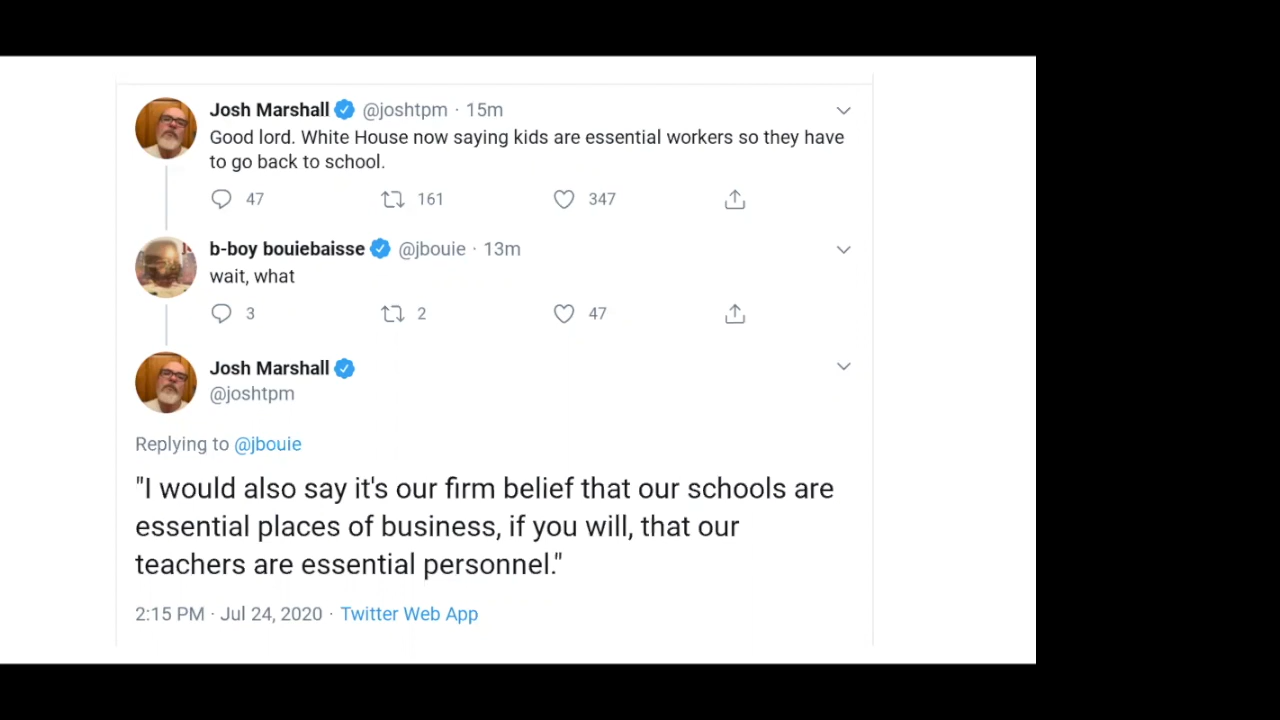 Josh Marshall @joshtpm · 15m
Good lord. White House now saying kids are essential workers so they have
to go back to school.
47 161 347
b-boy bouiebaisse @jbouie · 13m
wait, what
3 2 47
Josh Marshall
@joshtpm
Replying to @jbouie
"I would also say it's our firm belief that our schools are
essential places of business, if you will, that our
teachers are essential personnel."
2:15 PM · Jul 24, 2020 · Twitter Web App